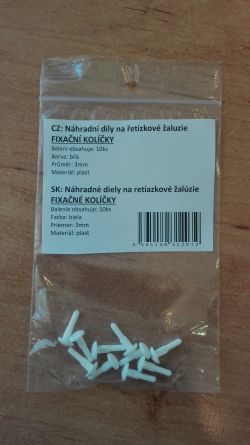 CZ: Náhradní díly na řetízkové žaluzie
FIXAČNÍ KOLÍČKY
Balení obsahuje: 10ks
Barva: bílá
Průměr: 3mm
Materiál: plast
SK: Náhradné diely na retiazkové žalúzie
FIXAČNÉ KOLÍČKY
Balenie obsahuje: 10ks
Farba: biela
Priemer: 3mm
Materiál: plast